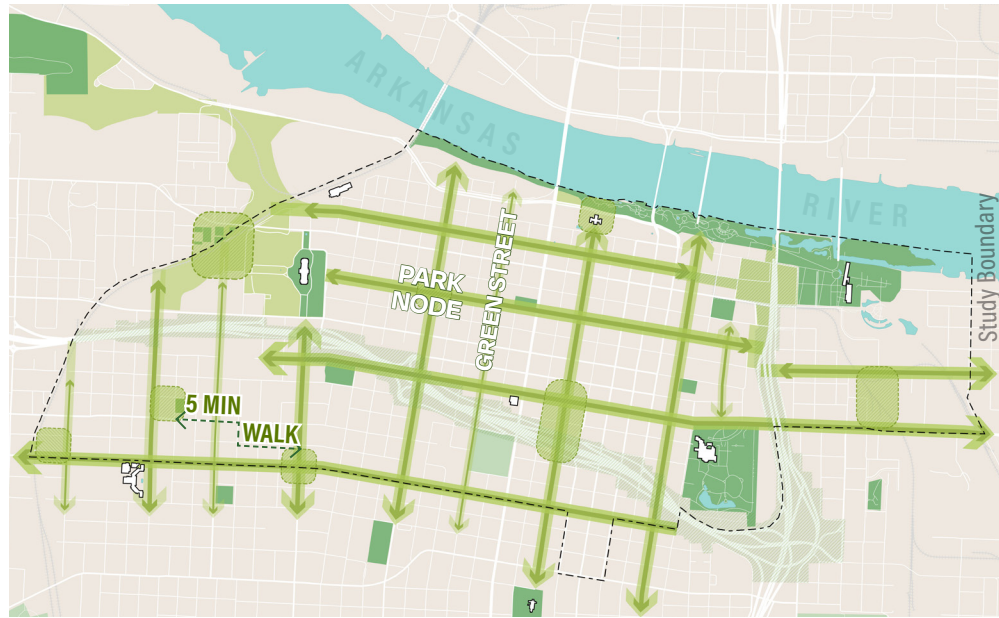 ARKANSAS
RIVER
Study Boundary
PARK
NODE
GREEN STREET
5 MIN
WALK